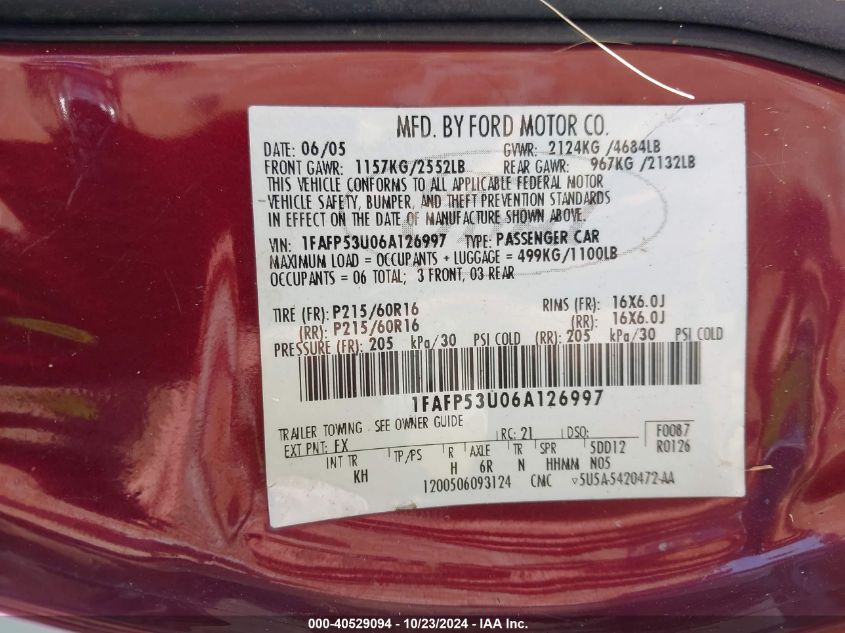 MFD. BY FORD MOTOR CO.
DATE: 06/05 GVWR: 2124KG /4684LB
FRONT GAWR: 1157KG/2552LB REAR GAWR: 967KG /2132LB
THIS VEHICLE CONFORMS TO ALL APPLICABLE FEDERAL MOTOR
VEHICLE SAFETY, BUMPER, AND THEFT PREVENTION STANDARDS
IN EFFECT ON THE DATE OF MANUFACTURE SHOWN ABOVE.
VIN: 1FAFP53U06A126997 TYPE: PASSENGER CAR
MAXIMUM LOAD = OCCUPANTS + LUGGAGE = 499KG/1100LB
OCCUPANTS = 06 TOTAL; 3 FRONT, 03 REAR
TIRE (FR): P215/60R16 RIMS (FR): 16X6.0J
(RR): P215/60R16 (RR): 16X6.0J
PRESSURE (FR): 205 kPa/30 PSI COLD (RR): 205 kPa/30 PSI COLD
1FAFP53U06A126997
TRAILER TOWING - SEE OWNER GUIDE
EXT PNT: FX RC: 21 DSO: F0087
INT TR TP/PS R AXLE TR SPR 5DD12 R0126
KH H 6R N HHMM N05
1200506093124 CMC ▽5U5A-5420472-AA
000-40529094 - 10/23/2024 - IAA Inc.